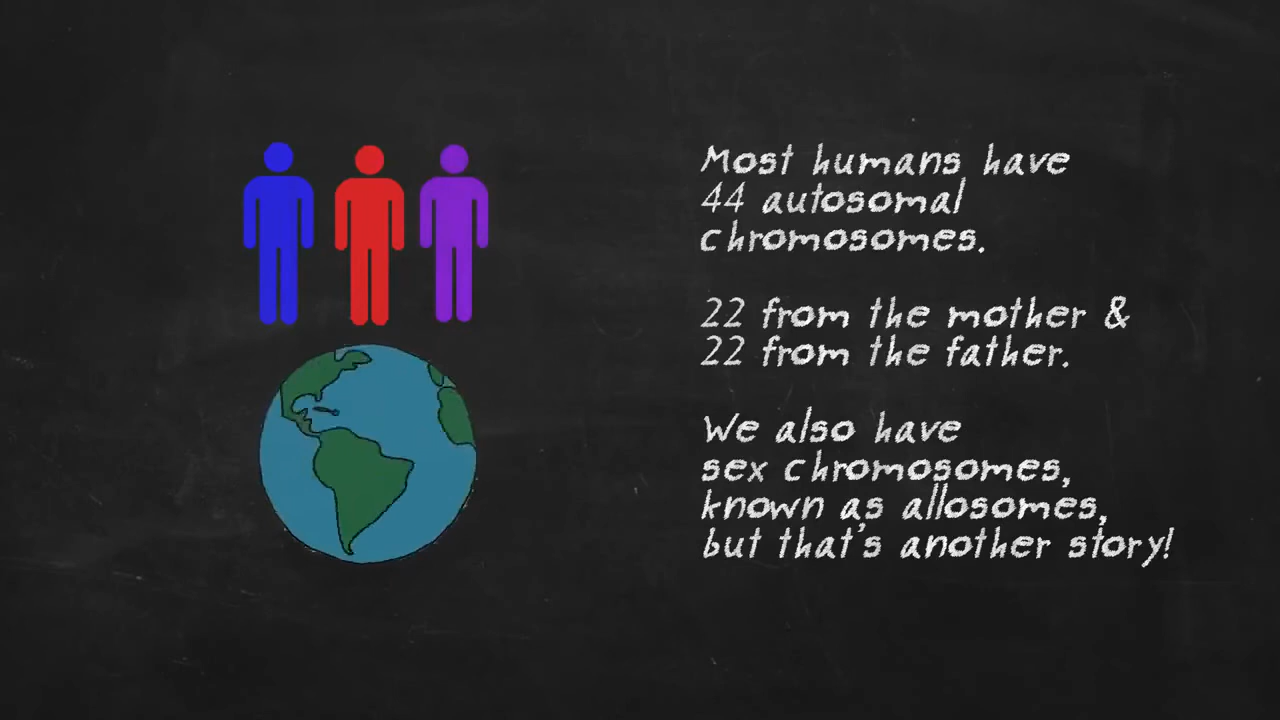 Most humans have
44 autosomal
chromosomes.
22 from the mother &
22 from the father.
We also have
sex chromosomes,
known as allosomes,
but that's another story!